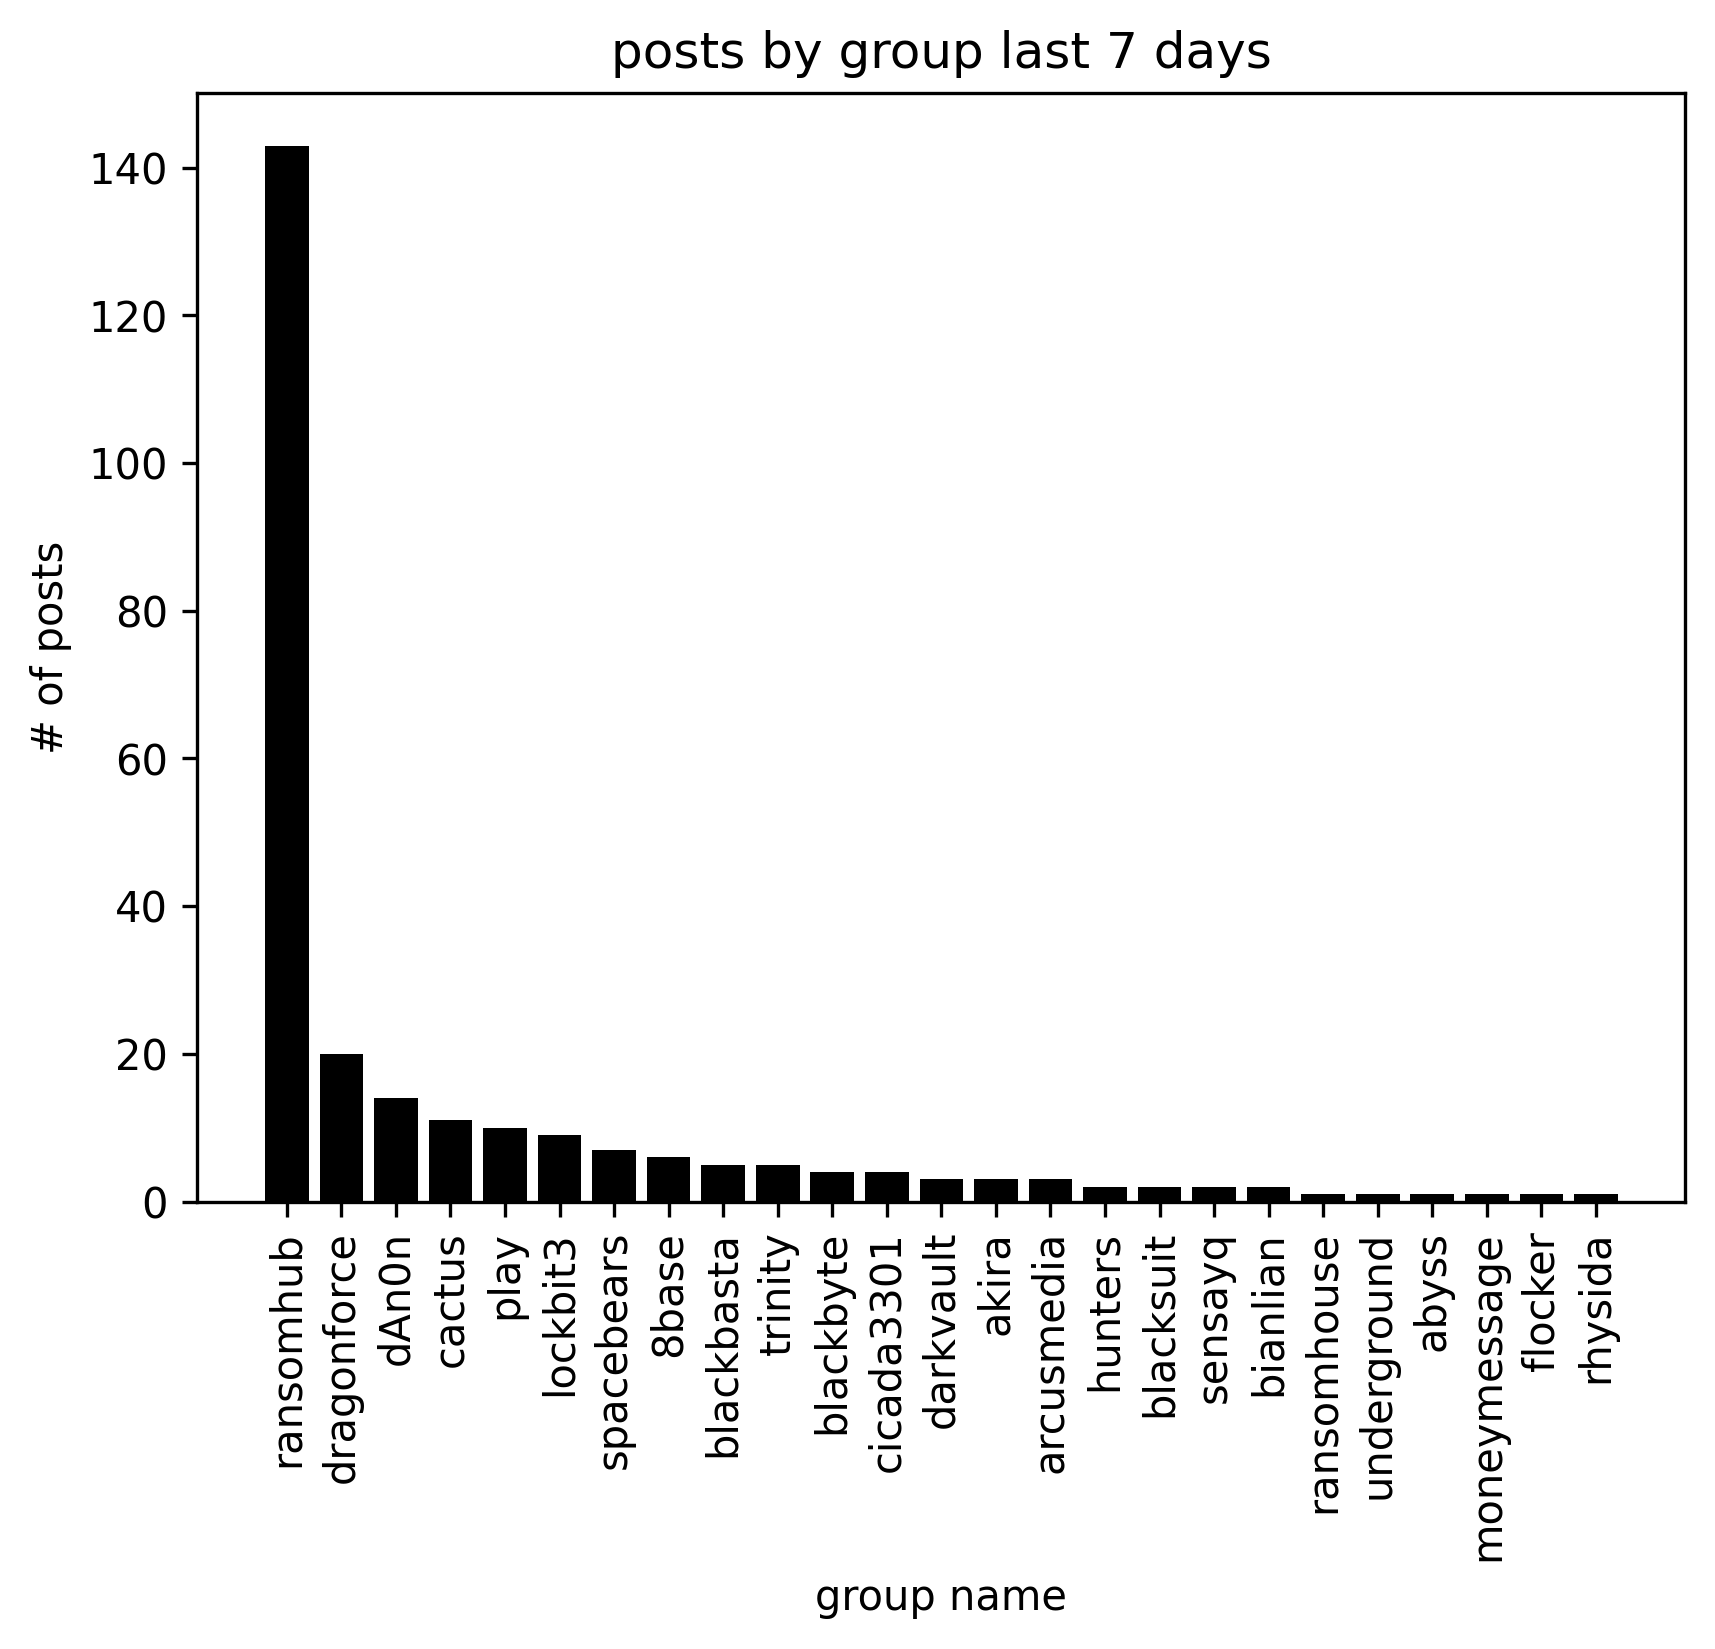 posts by group last 7 days
140
120
100
80
60
40
20
0
# of posts
ransomhub
dragonforce
dAn0n
cactus
play
lockbit3
spacebears
8base
blackbasta
trinity
blackbyte
cicada3301
darkvault
akira
arcusmedia
hunters
blacksuit
sensayq
bianlian
ransomhouse
underground
abyss
moneymessage
flocker
rhysida
group name